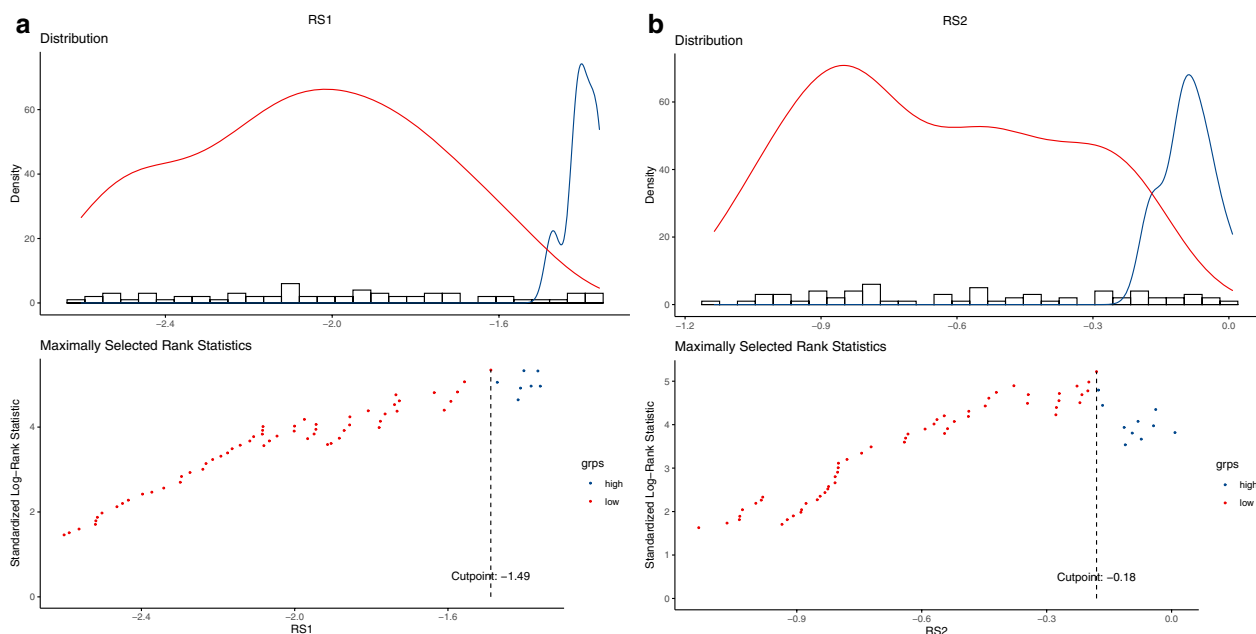 a
RS1
Distribution
Density
60
40
20
0
−2.4
−2.0
−1.6
Maximally Selected Rank Statistics
Standardized Log−Rank Statistic
4
2
0
Cutpoint: −1.49
−2.4
−2.0
−1.6
RS1
grps
high
low
b
RS2
Distribution
Density
60
40
20
0
−1.2
−0.9
−0.6
−0.3
0.0
Maximally Selected Rank Statistics
Standardized Log−Rank Statistic
5
4
3
2
1
0
Cutpoint: −0.18
−0.9
−0.6
−0.3
0.0
RS2
grps
high
low